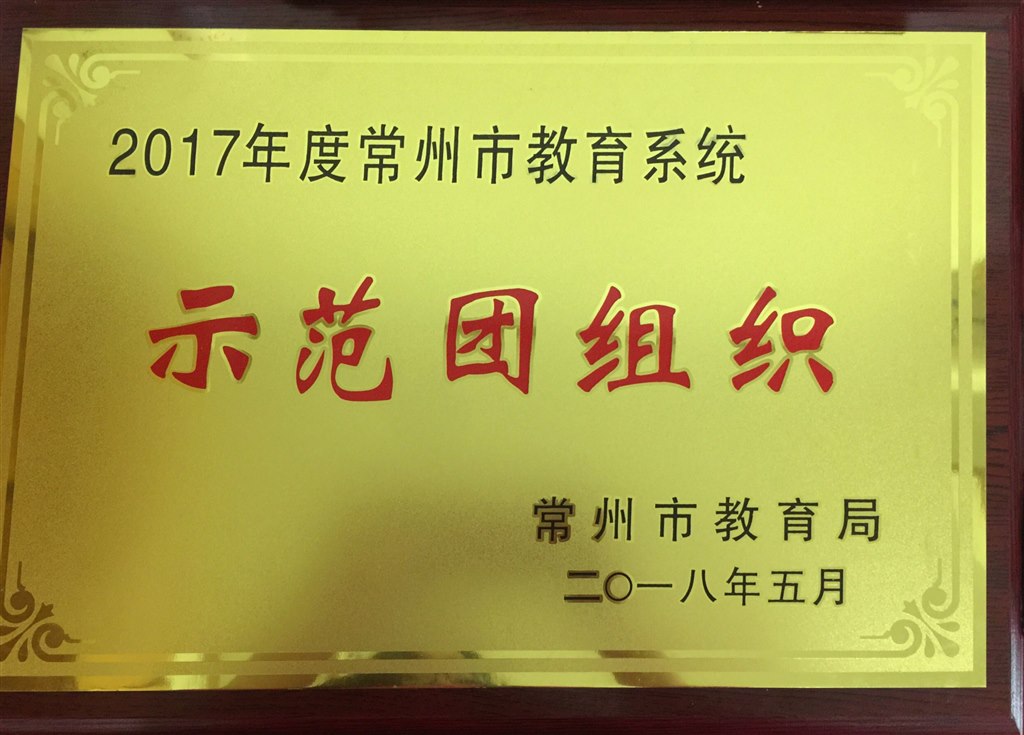 2017年度常州市教育系统
示范团组织
常州市教育局
二〇一八年五月